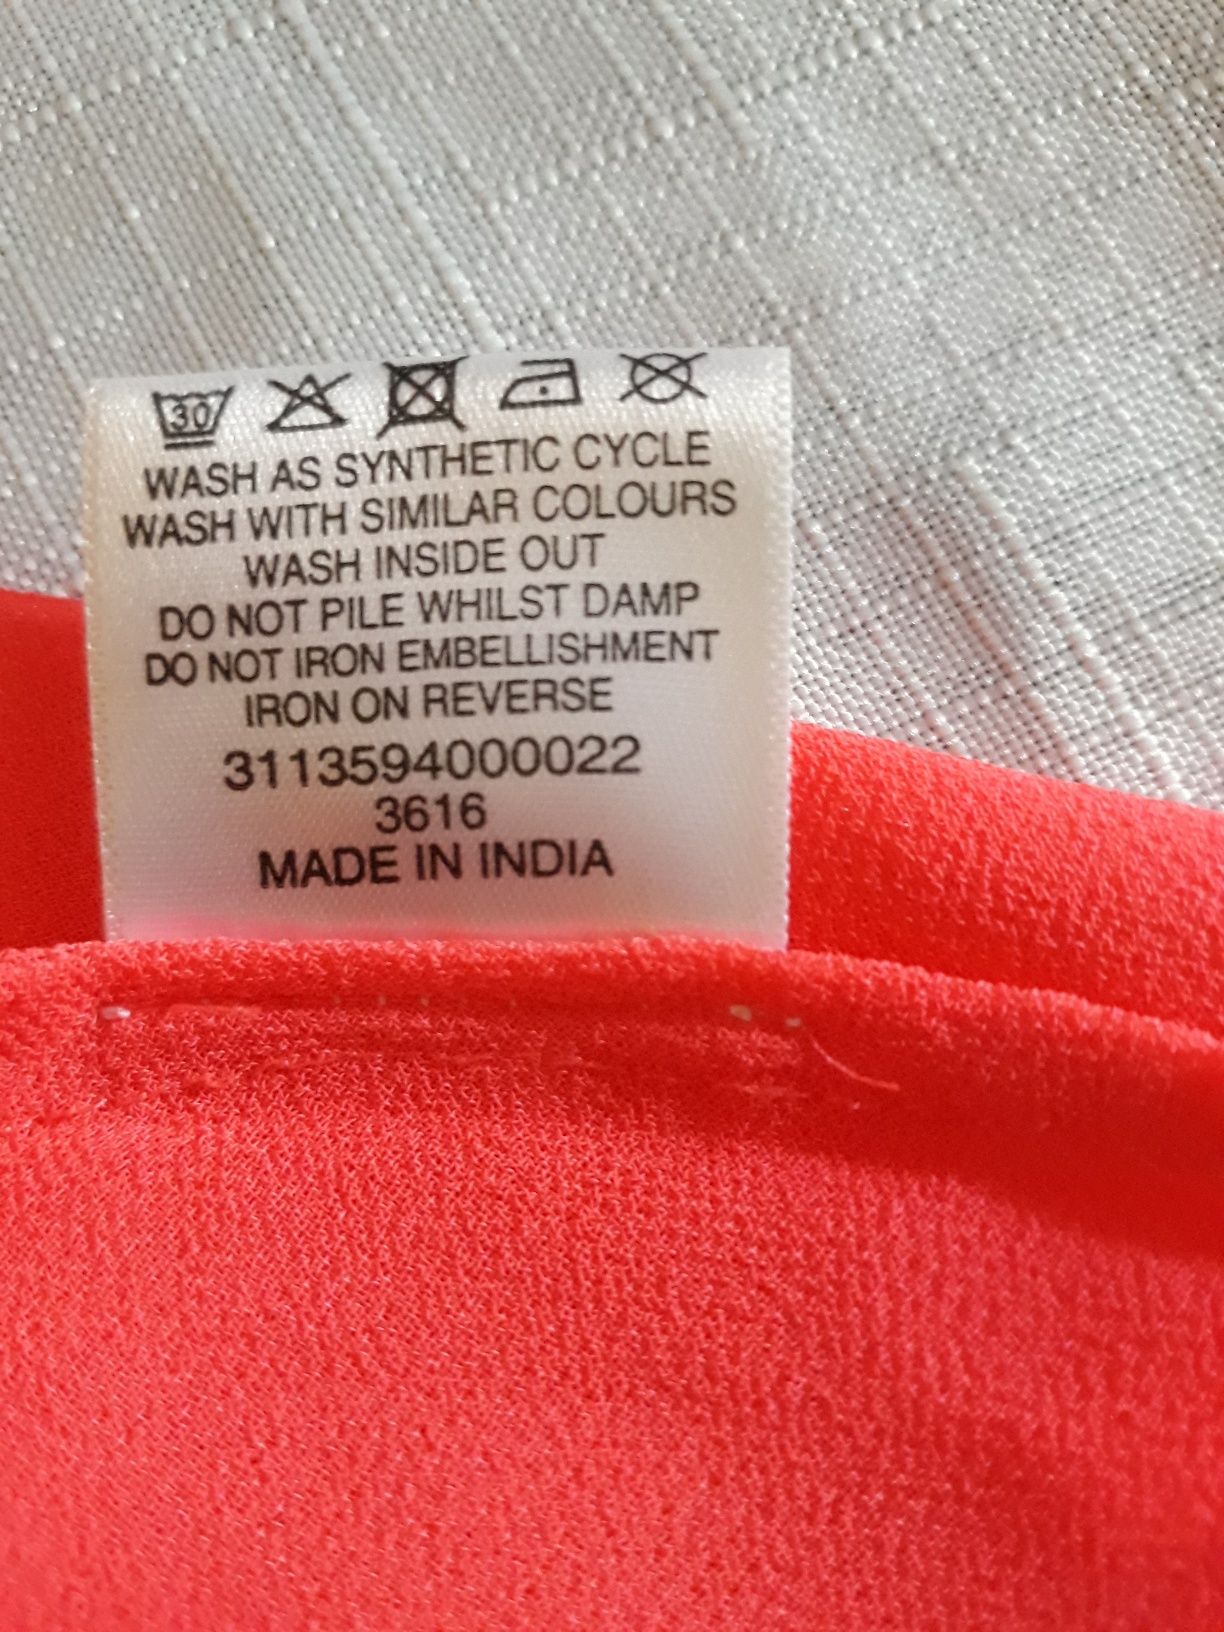 30
WASH AS SYNTHETIC CYCLE
WASH WITH SIMILAR COLOURS
WASH INSIDE OUT
DO NOT PILE WHILST DAMP
DO NOT IRON EMBELLISHMENT
IRON ON REVERSE
3113594000022
3616
MADE IN INDIA